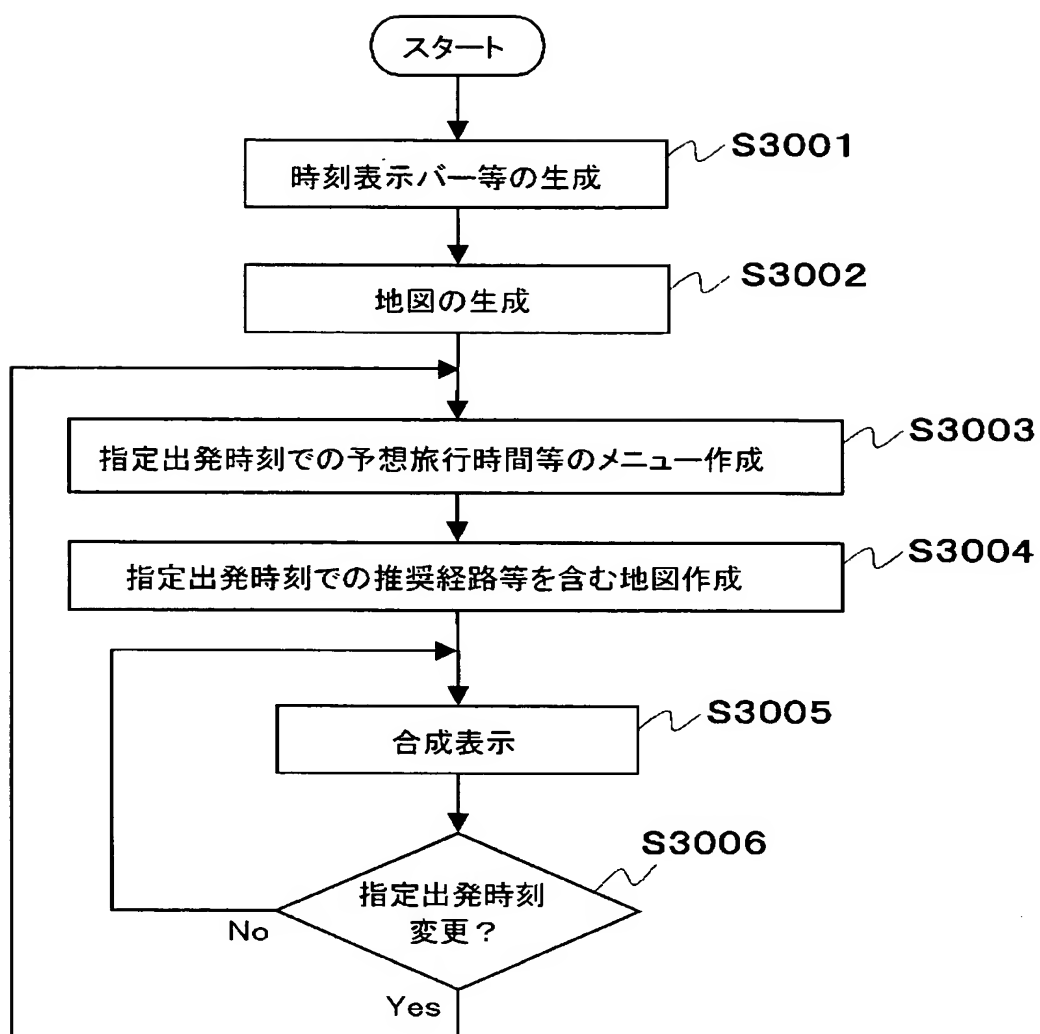 スタート
S3001
時刻表示バー等の生成
S3002
地図の生成
S3003
指定出発時刻での予想旅行時間等のメニュー作成
S3004
指定出発時刻での推奨経路等を含む地図作成
S3005
合成表示
S3006
指定出発時刻
変更？
No
Yes